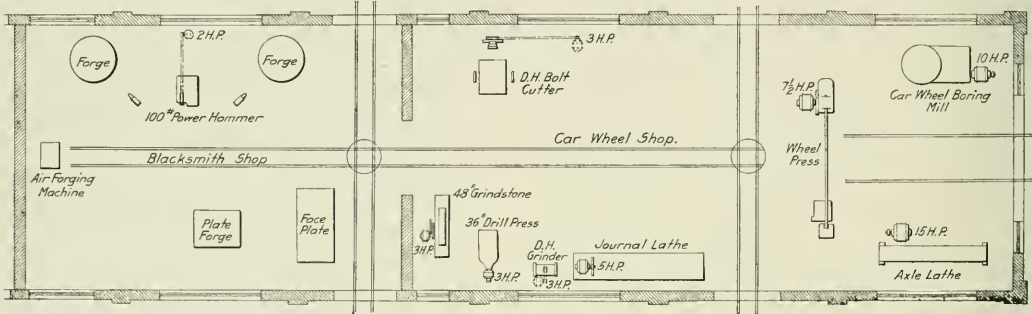 2 H.P.
Forge
Forge
100# Power Hammer
Blacksmith Shop
Air Forging
Machine
Plate
Forge
Face
Plate
3 H.P.
D.H. Bolt
Cutter
Car Wheel Shop.
48" Grindstone
3 H.P.
36" Drill Press
3 H.P.
D.H.
Grinder
3 H.P.
Journal Lathe
5 H.P.
7½ H.P.
Wheel
Press
10 H.P.
Car Wheel Boring
Mill
15 H.P.
Axle Lathe